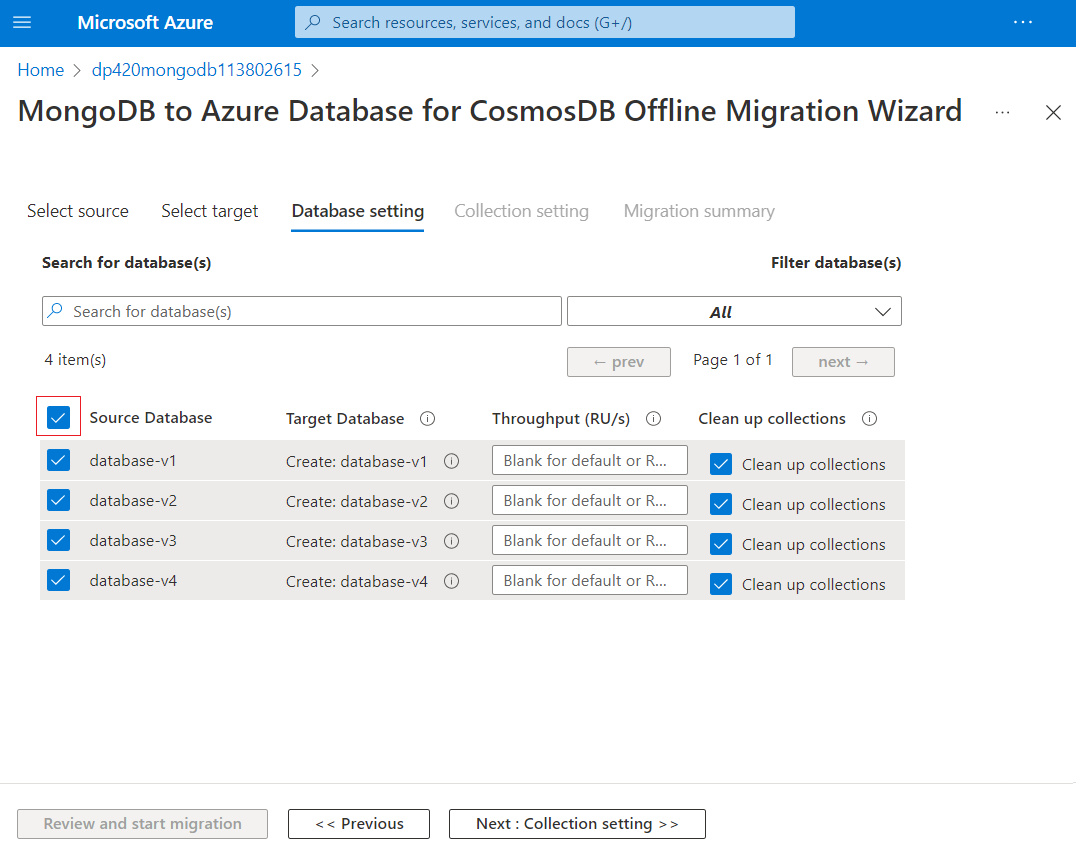 Microsoft Azure
Search resources, services, and docs (G+/)
...
Home > dp420mongodb113802615 >
MongoDB to Azure Database for CosmosDB Offline Migration Wizard ...
Select source Select target Database setting Collection setting Migration summary
Search for database(s) Filter database(s)
Search for database(s) All
4 item(s) ← prev Page 1 of 1 next →
Source Database Target Database Throughput (RU/s) Clean up collections
database-v1 Create: database-v1 Blank for default or R... Clean up collections
database-v2 Create: database-v2 Blank for default or R... Clean up collections
database-v3 Create: database-v3 Blank for default or R... Clean up collections
database-v4 Create: database-v4 Blank for default or R... Clean up collections
Review and start migration << Previous Next : Collection setting >>